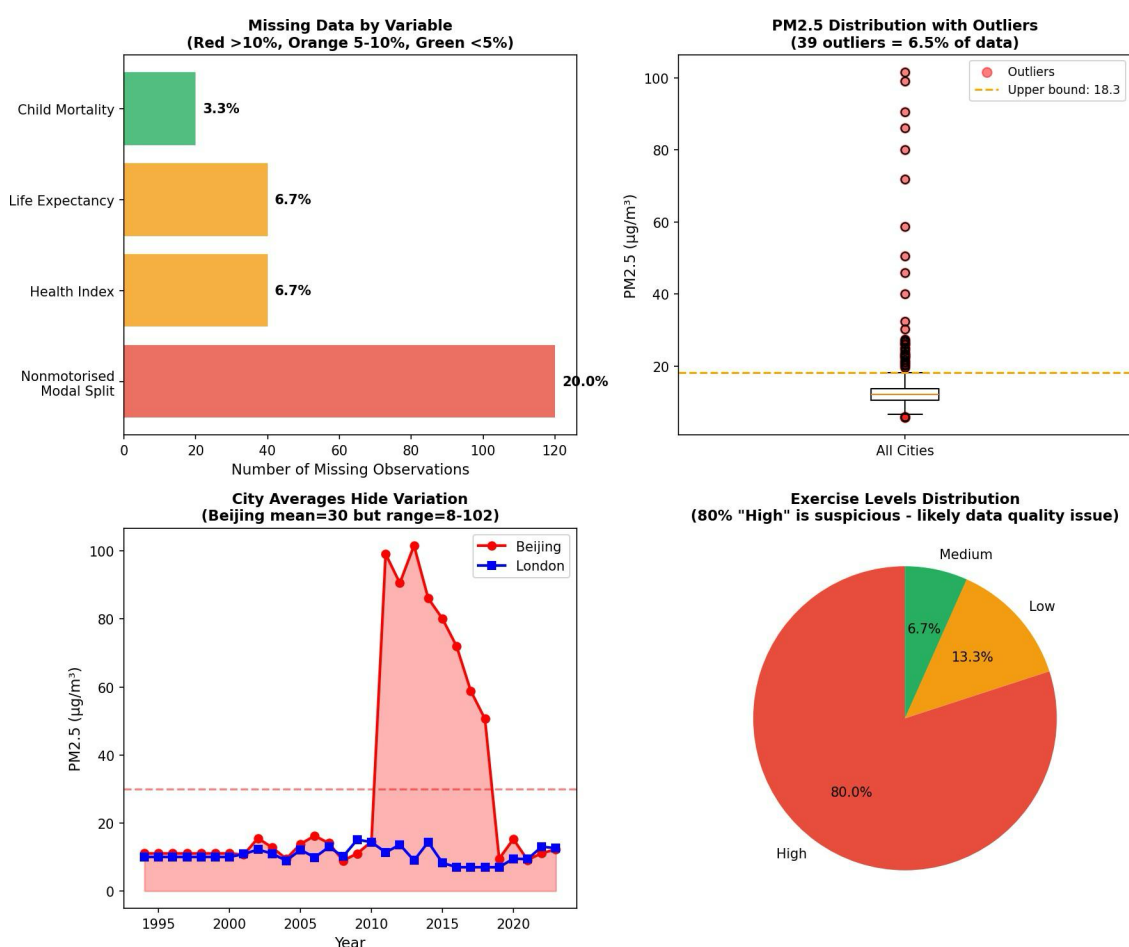 Missing Data by Variable
(Red >10%, Orange 5-10%, Green <5%)
Child Mortality
3.3%
Life Expectancy
6.7%
Health Index
6.7%
Nonmotorised
Modal Split
20.0%
0 20 40 60 80 100 120
Number of Missing Observations
PM2.5 Distribution with Outliers
(39 outliers = 6.5% of data)
Outliers
Upper bound: 18.3
PM2.5 (µg/m³)
100
80
60
40
20
All Cities
City Averages Hide Variation
(Beijing mean=30 but range=8-102)
Beijing
London
PM2.5 (µg/m³)
100
80
60
40
20
0
1995 2000 2005 2010 2015 2020
Year
Exercise Levels Distribution
(80% "High" is suspicious - likely data quality issue)
Medium
6.7%
Low
13.3%
80.0%
High